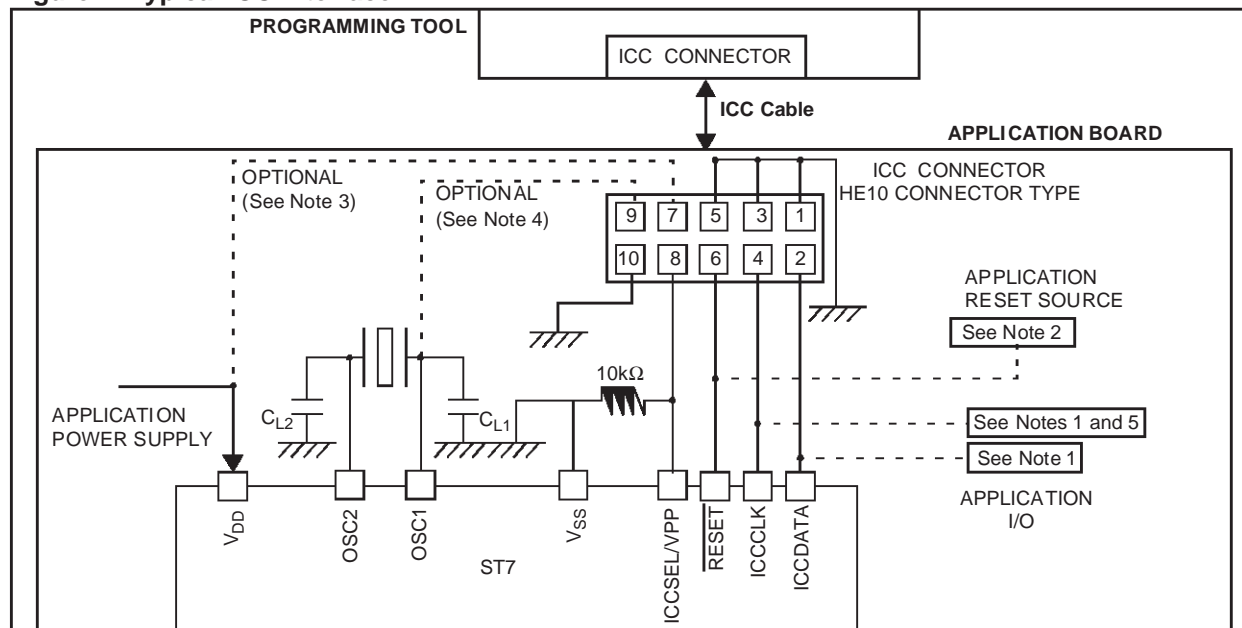 PROGRAMMING TOOL
ICC CONNECTOR
ICC Cable
APPLICATION BOARD
OPTIONAL
(See Note 3)
OPTIONAL
(See Note 4)
ICC CONNECTOR
HE10 CONNECTOR TYPE
9 7 5 3 1
10 8 6 4 2
APPLICATION
RESET SOURCE
See Note 2
10kΩ
APPLICATION
POWER SUPPLY
CL2
CL1
See Notes 1 and 5
See Note 1
APPLICATION
I/O
VDD
OSC2
OSC1
VSS
ICCSEL/VPP
RESET
ICCCLK
ICCDATA
ST7